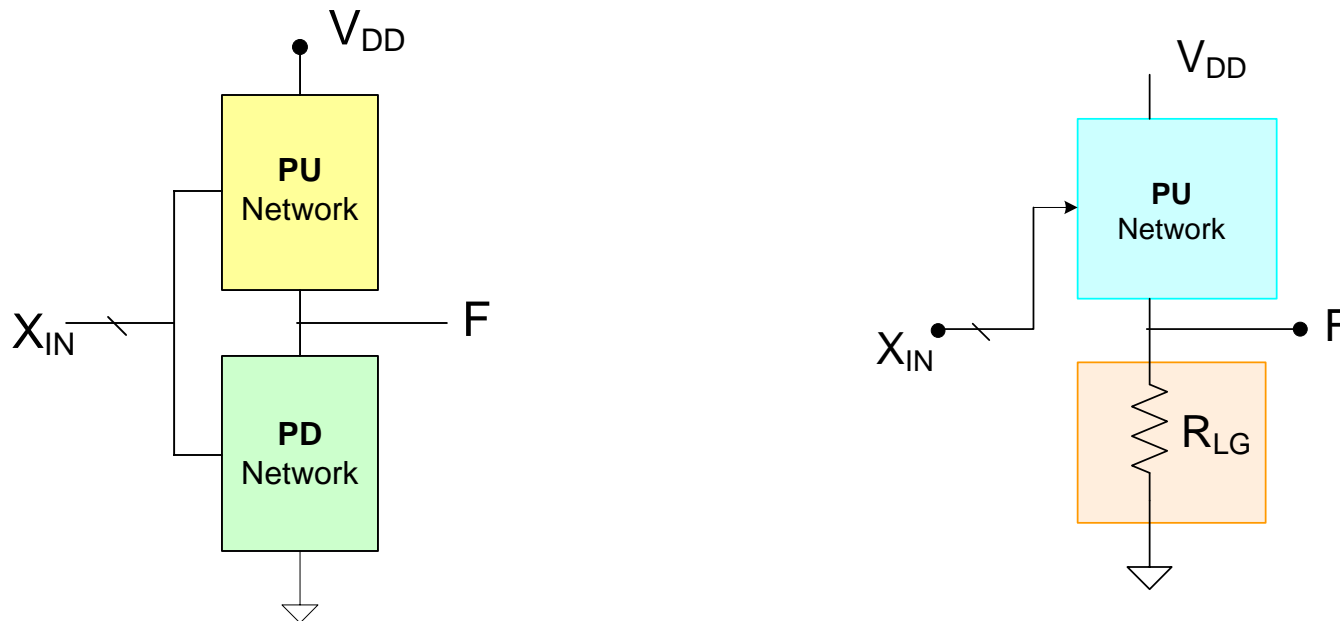 VDD
PU
Network
XIN
F
PD
Network
VDD
PU
Network
XIN
F
RLG